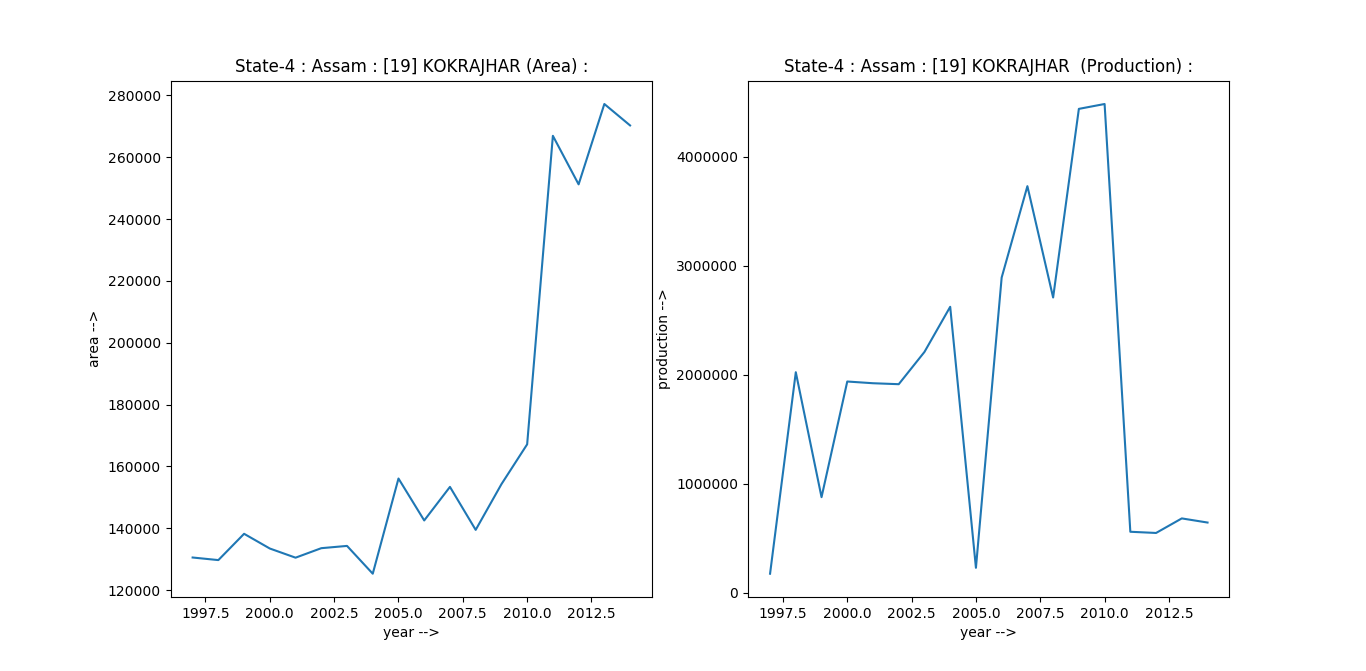 State-4 : Assam : [19] KOKRAJHAR (Area) :
280000
260000
240000
220000
200000
180000
160000
140000
120000
area -->
1997.5 2000.0 2002.5 2005.0 2007.5 2010.0 2012.5
year -->
State-4 : Assam : [19] KOKRAJHAR  (Production) :
4000000
3000000
2000000
1000000
0
production -->
1997.5 2000.0 2002.5 2005.0 2007.5 2010.0 2012.5
year -->